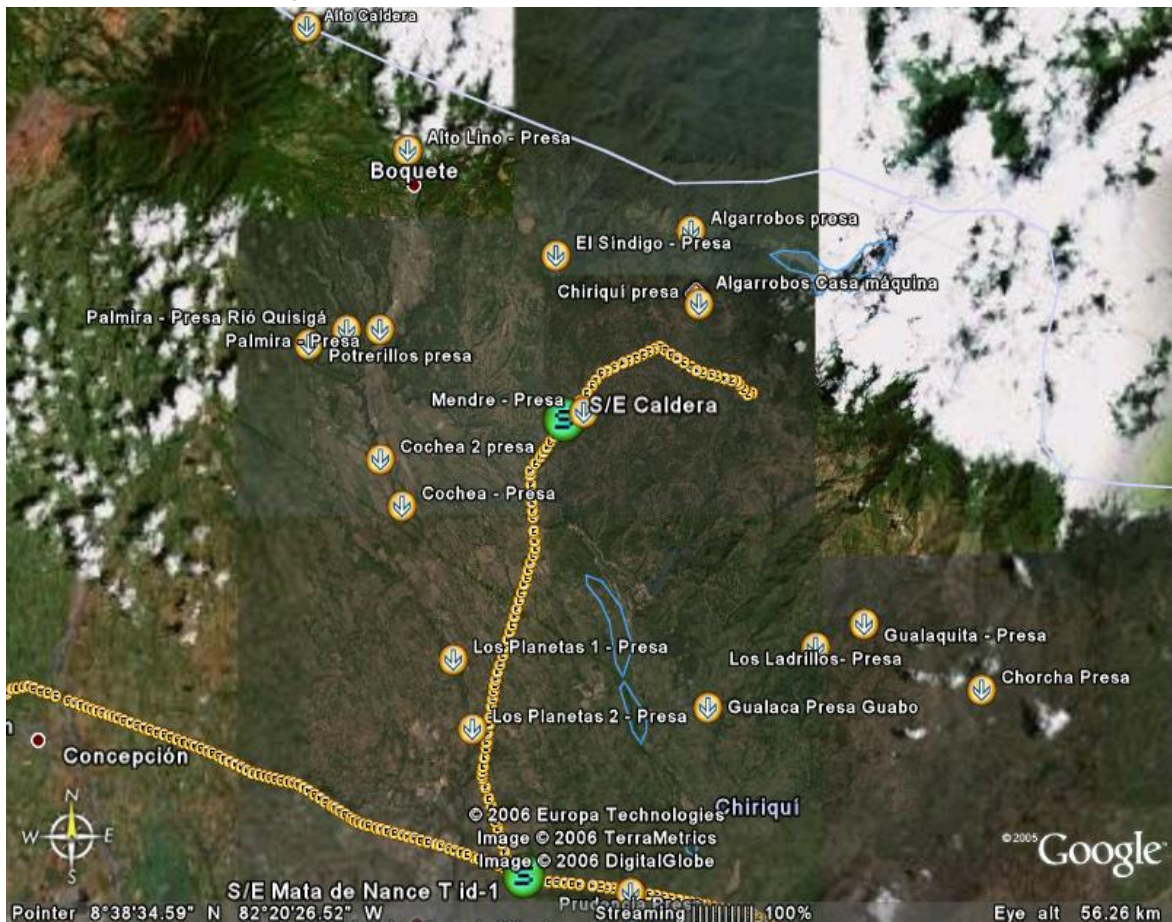 Alto Caldera
Alto Lino - Presa
Boquete
Algarrobos presa
El Síndigo - Presa
Chiriquí presa
Algarrobos Casa máquina
Palmira - Presa Rió Quisigá
Palmira - Presa
Potrerillos presa
Mendre - Presa
S/E Caldera
Cochea 2 presa
Cochea - Presa
Los Planetas 1 - Presa
Gualaquita - Presa
Los Ladrillos- Presa
Chorcha Presa
Gualaca Presa Guabo
Los Planetas 2 - Presa
n
Concepción
Chiriquí
© 2006 Europa Technologies
Image © 2006 TerraMetrics
Image © 2006 DigitalGlobe
N
W E
S
©2005 Google
S/E Mata de Nance T id-1
Prudencia Pres
Pointer 8°38'34.59" N 82°20'26.52" W Streaming 100% Eye alt 56.26 km